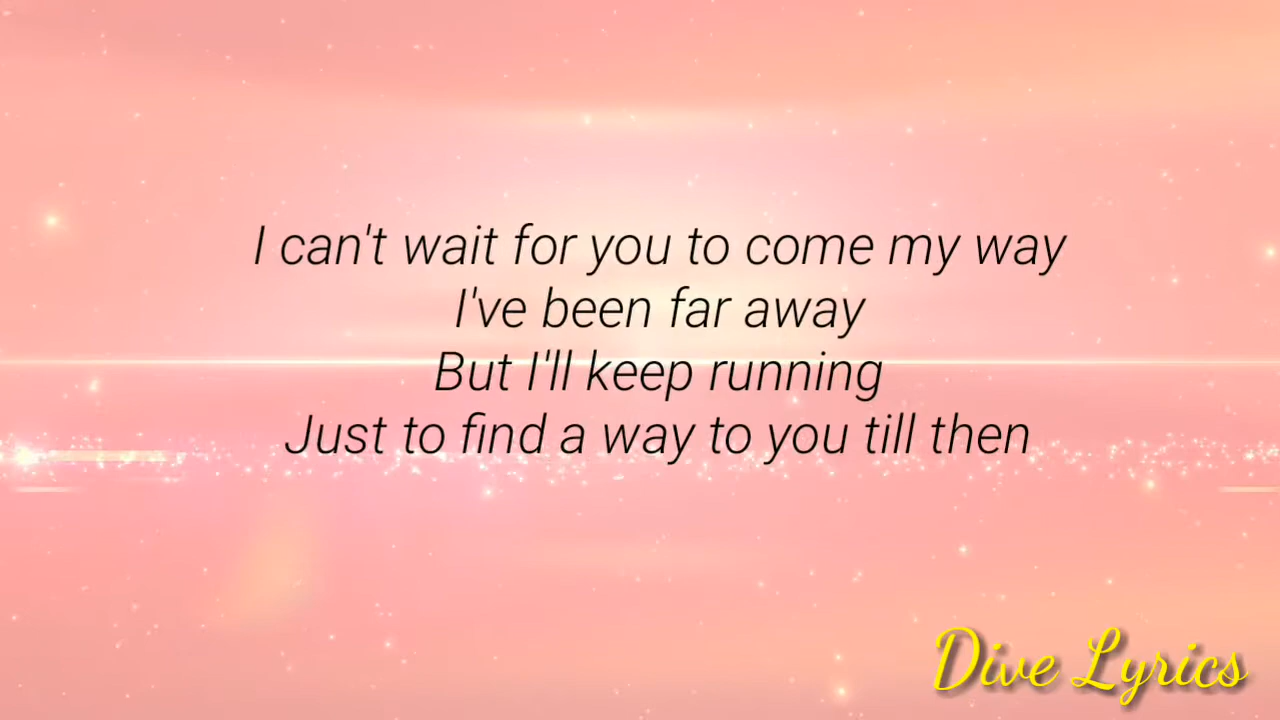 I can't wait for you to come my way
I've been far away
But I'll keep running
Just to find a way to you till then
Dive Lyrics